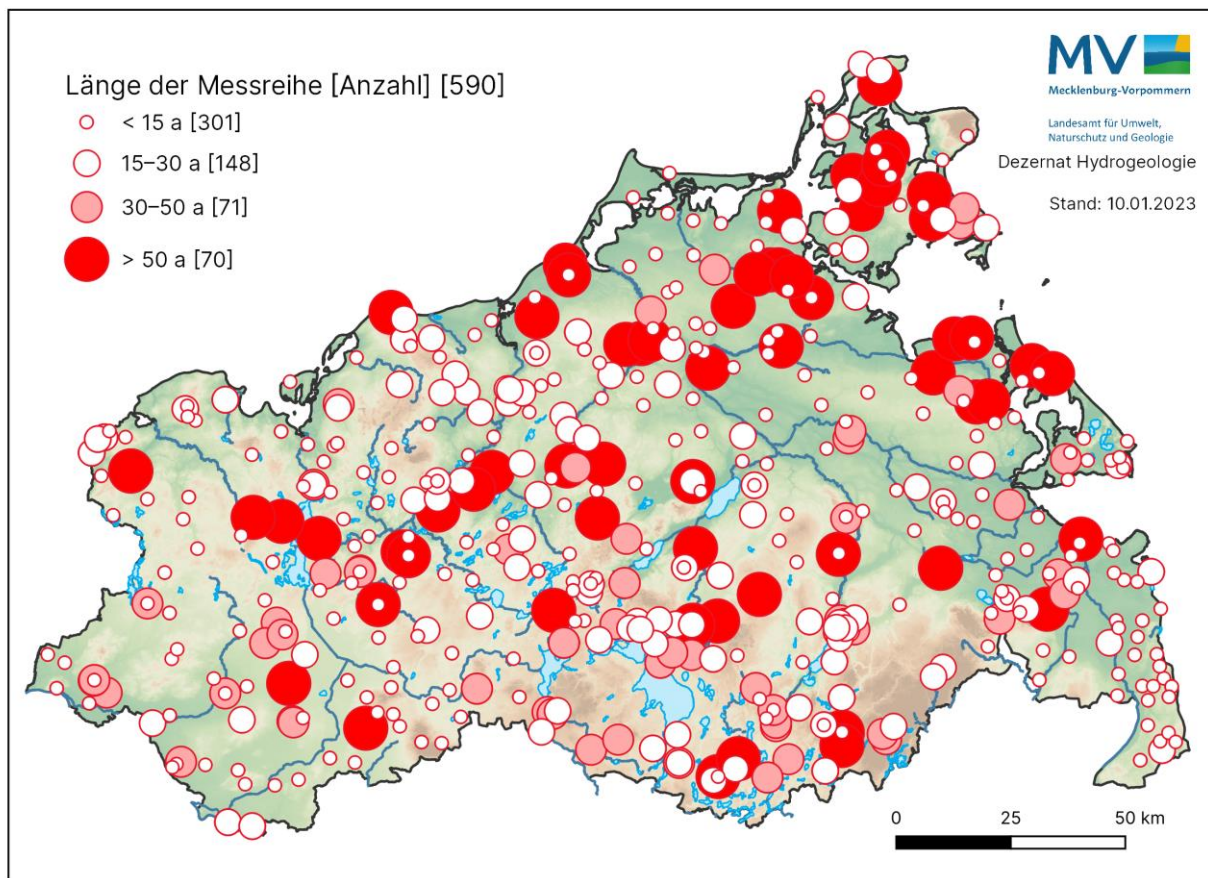 Länge der Messreihe [Anzahl] [590]
< 15 a [301]
15–30 a [148]
30–50 a [71]
> 50 a [70]
MV
Mecklenburg-Vorpommern
Landesamt für Umwelt,
Naturschutz und Geologie
Dezernat Hydrogeologie
Stand: 10.01.2023
0 25 50 km